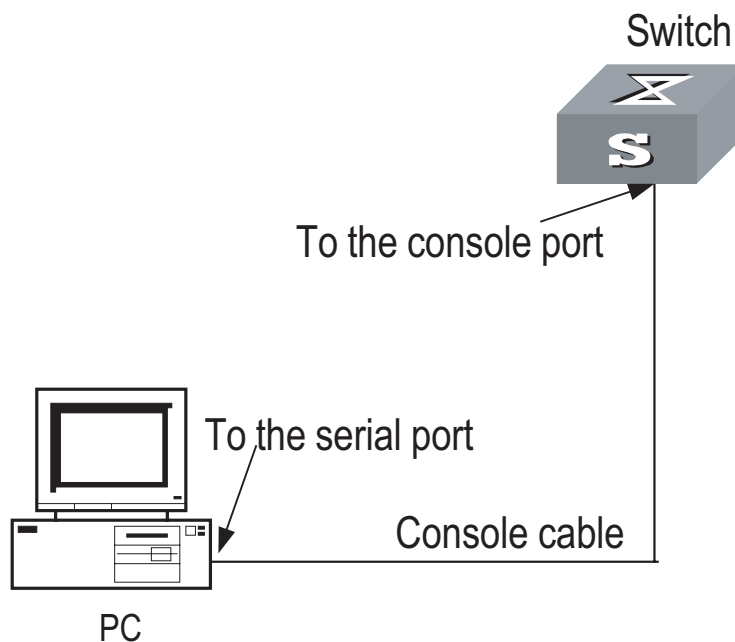 Switch
S
To the console port
To the serial port
Console cable
PC